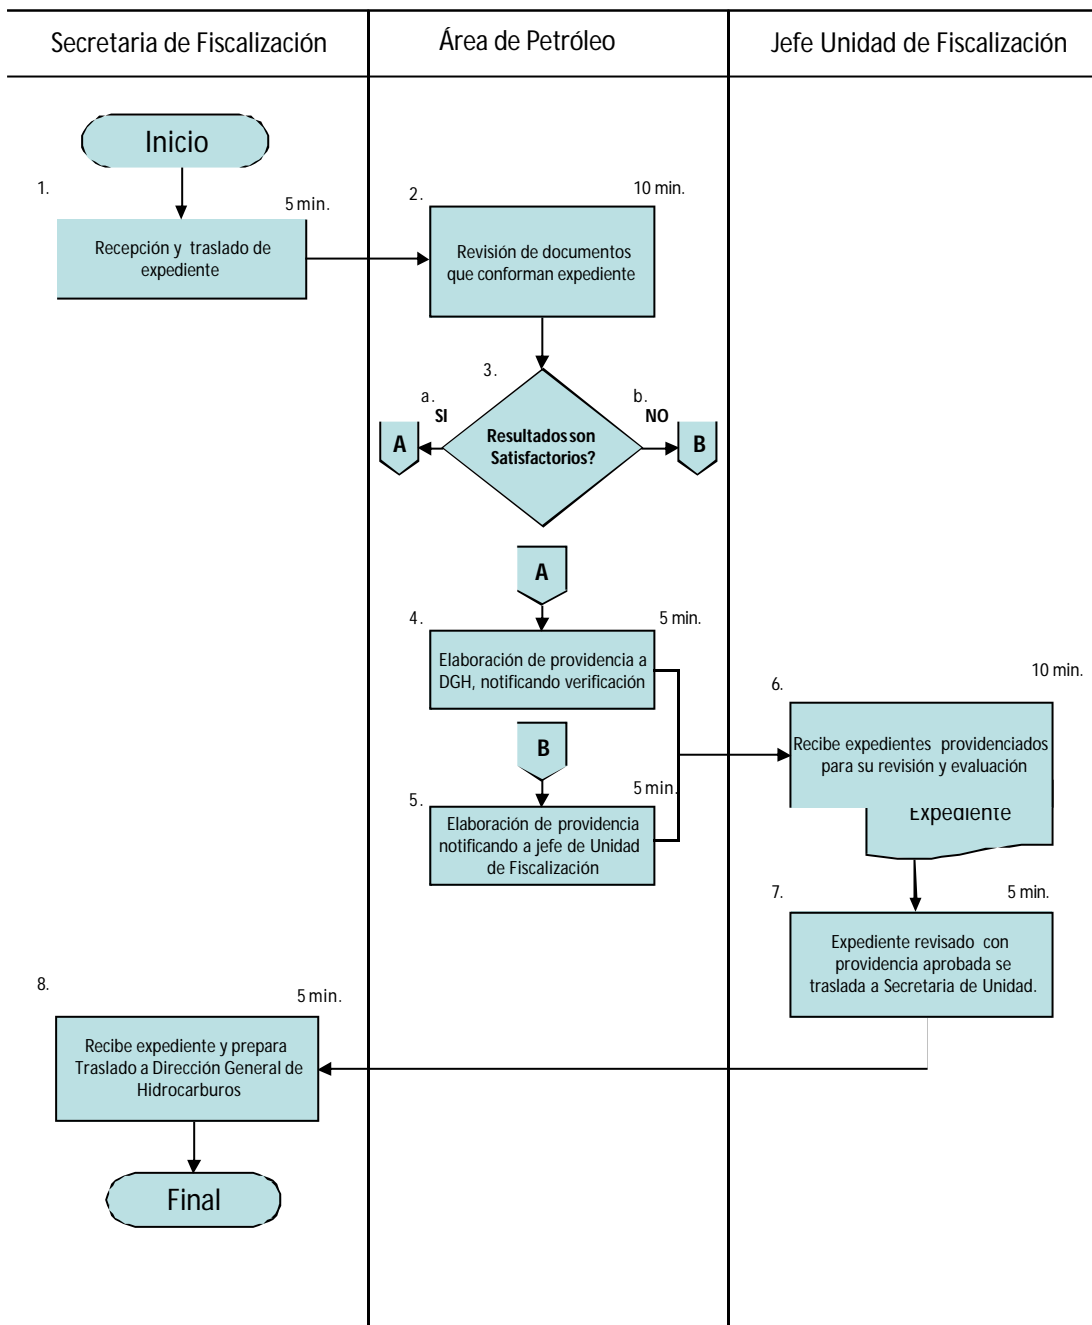 Secretaria de Fiscalización
Área de Petróleo
Jefe Unidad de Fiscalización
Inicio
1.
5 min.
Recepción y traslado de
expediente
2.
10 min.
Revisión de documentos
que conforman expediente
3.
a.
SI
b.
NO
A
Resultados son
Satisfactorios?
B
A
4.
5 min.
Elaboración de providencia a
DGH, notificando verificación
B
5.
5 min.
Elaboración de providencia
notificando a jefe de Unidad
de Fiscalización
6.
10 min.
Recibe expedientes providenciados
para su revisión y evaluación
Expediente
7.
5 min.
Expediente revisado con
providencia aprobada se
traslada a Secretaria de Unidad.
8.
5 min.
Recibe expediente y prepara
Traslado a Dirección General de
Hidrocarburos
Final